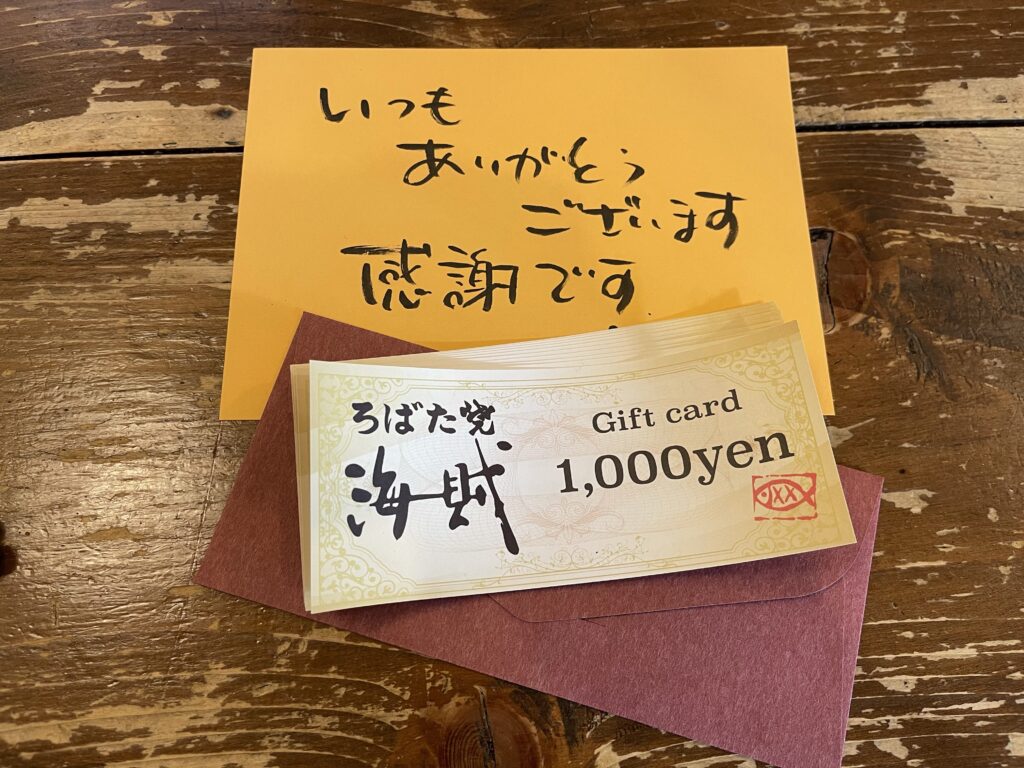 いつも
ありがとう
ございます
感謝です
ろばた焼
海賊
Gift card
1,000yen